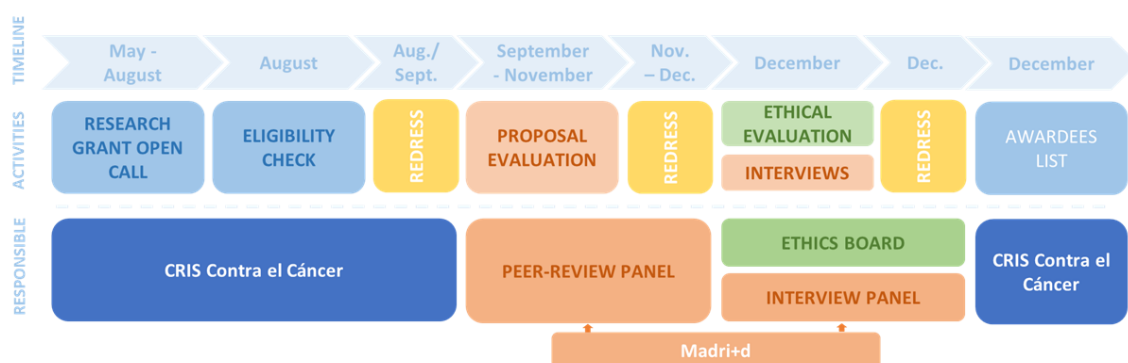 TIMELINE
May -
August
August
Aug./
Sept.
September
- November
Nov.
– Dec.
December
Dec.
December
ACTIVITIES
RESEARCH
GRANT OPEN
CALL
ELIGIBILITY
CHECK
REDRESS
PROPOSAL
EVALUATION
REDRESS
ETHICAL
EVALUATION
INTERVIEWS
REDRESS
AWARDEES
LIST
RESPONSIBLE
CRIS Contra el Cáncer
PEER-REVIEW PANEL
ETHICS BOARD
INTERVIEW PANEL
CRIS Contra el
Cáncer
Madri+d